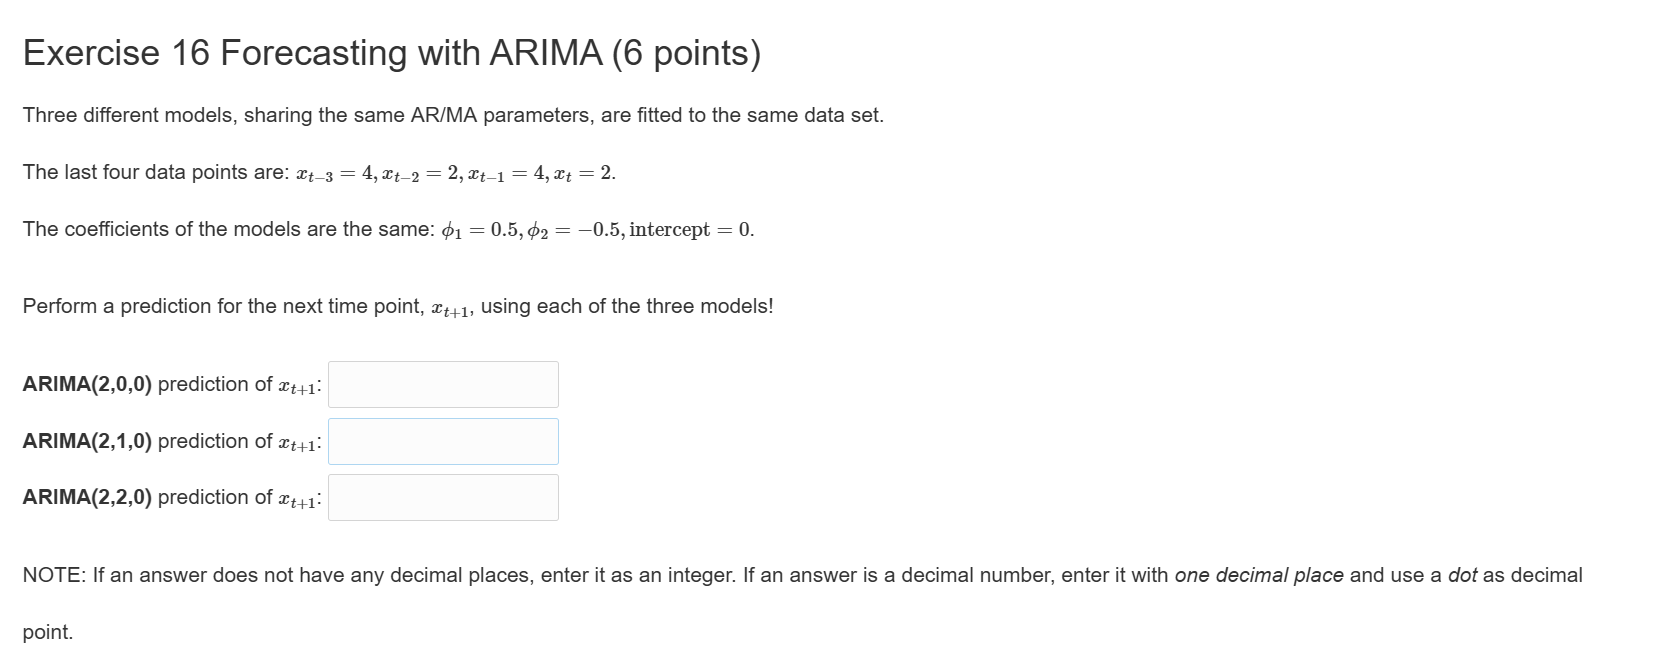 Exercise 16 Forecasting with ARIMA (6 points)
Three different models, sharing the same AR/MA parameters, are fitted to the same data set.
The last four data points are: x_{t−3} = 4, x_{t−2} = 2, x_{t−1} = 4, x_t = 2.
The coefficients of the models are the same: ϕ_1 = 0.5, ϕ_2 = −0.5, intercept = 0.
Perform a prediction for the next time point, x_{t+1}, using each of the three models!
ARIMA(2,0,0) prediction of x_{t+1}:
ARIMA(2,1,0) prediction of x_{t+1}:
ARIMA(2,2,0) prediction of x_{t+1}:
NOTE: If an answer does not have any decimal places, enter it as an integer. If an answer is a decimal number, enter it with one decimal place and use a dot as decimal
point.